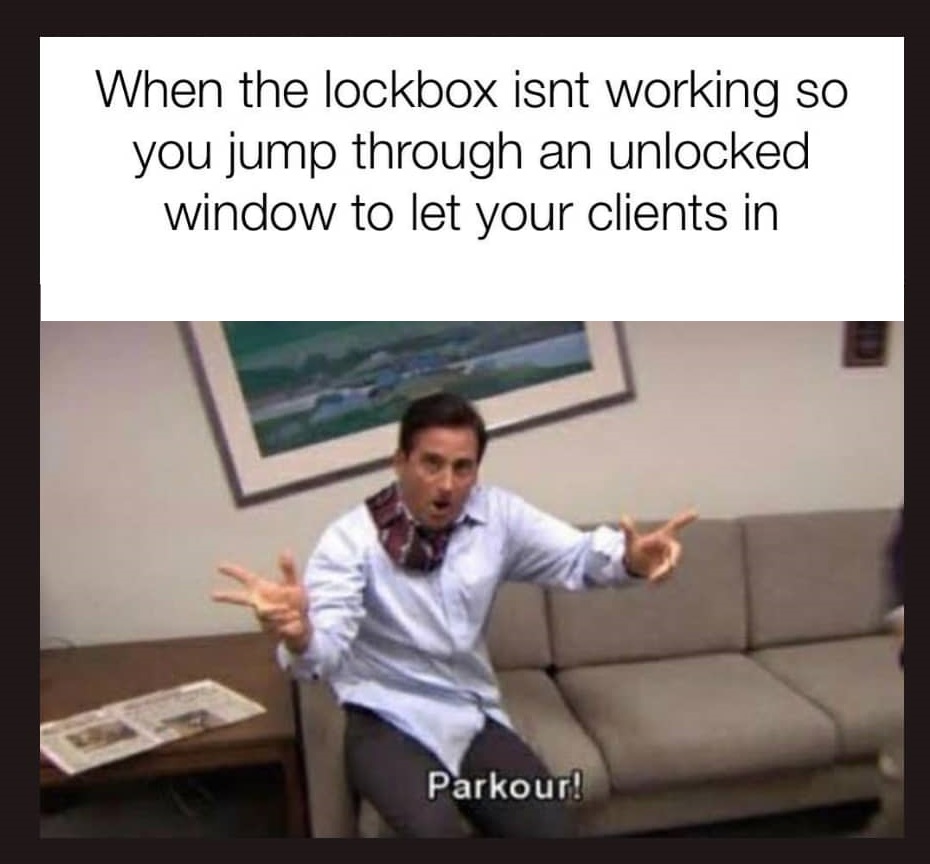 When the lockbox isnt working so
you jump through an unlocked
window to let your clients in
Parkour!